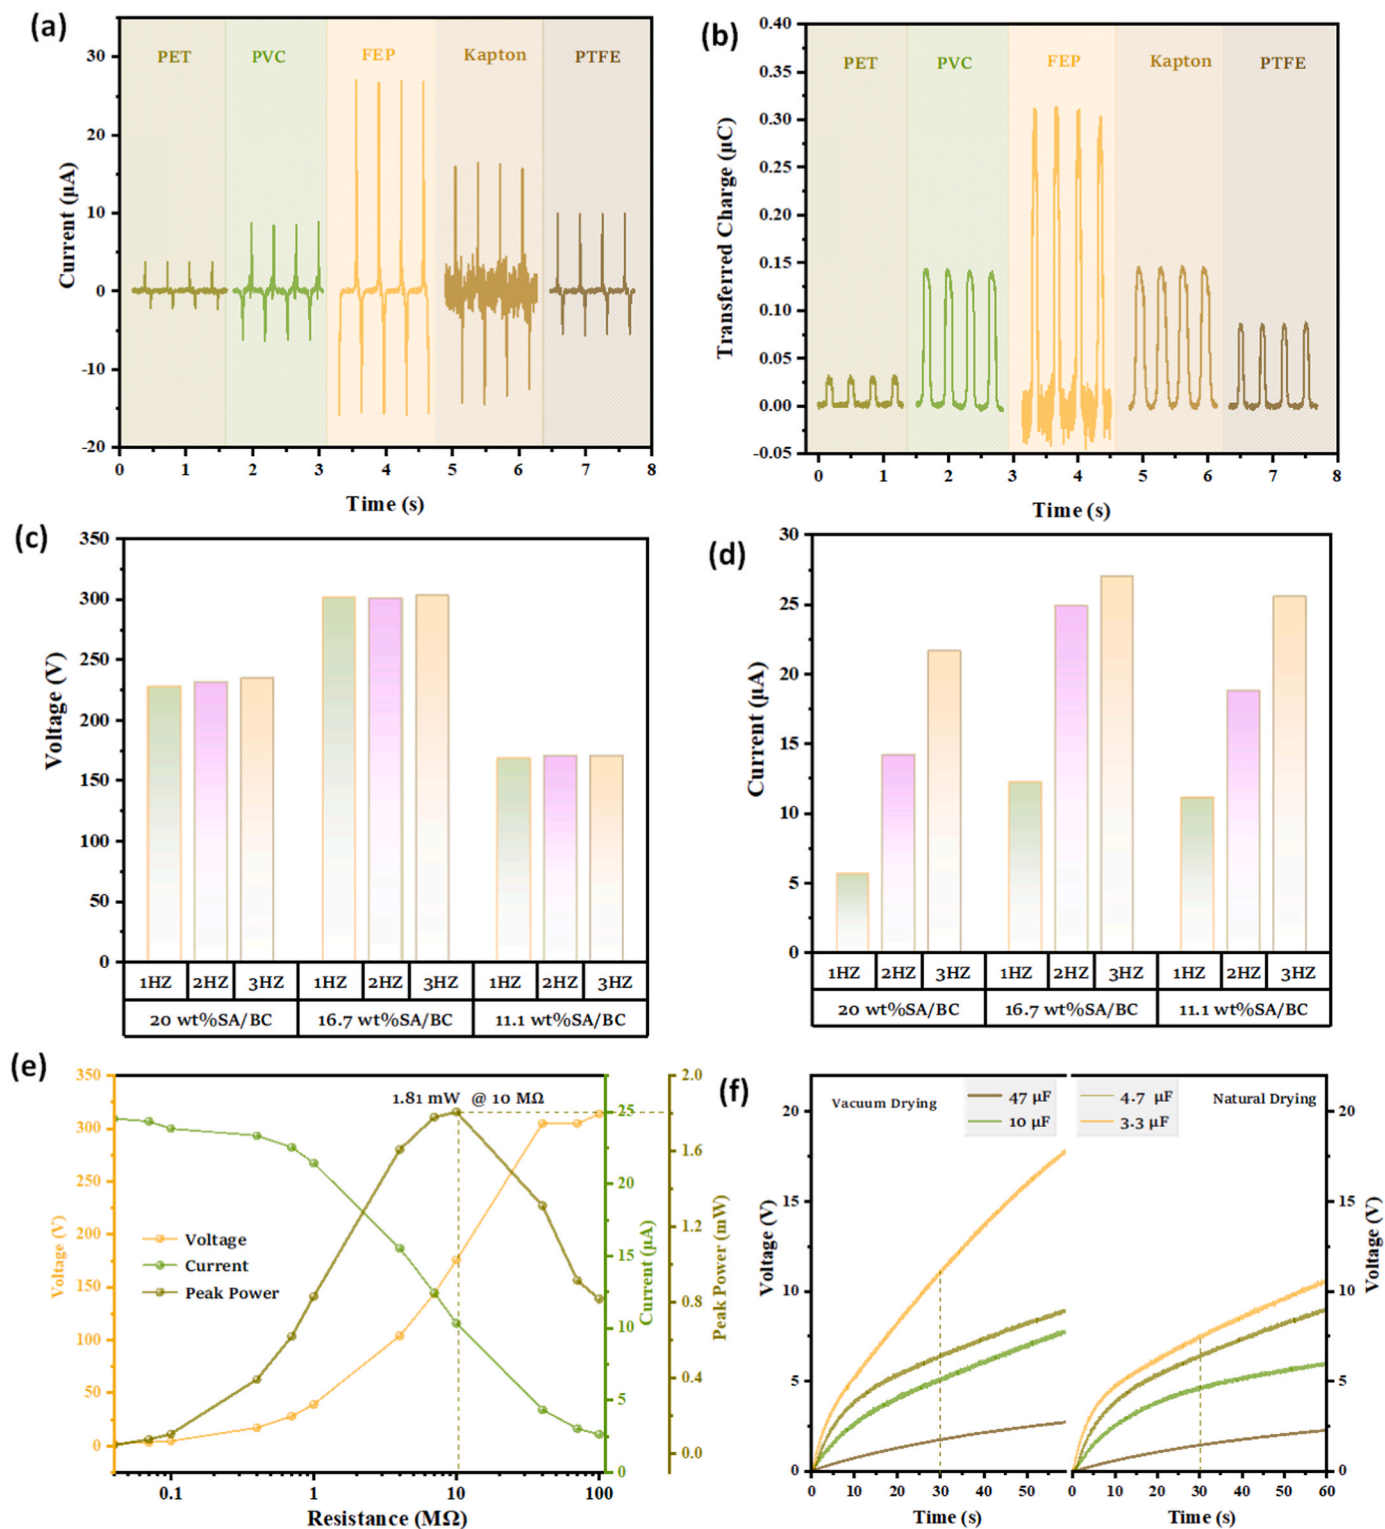 (a)
PET PVC FEP Kapton PTFE
30
20
10
0
-10
-20
Current (µA)
0 1 2 3 4 5 6 7 8
Time (s)
(b)
PET PVC FEP Kapton PTFE
0.40
0.35
0.30
0.25
0.20
0.15
0.10
0.05
0.00
-0.05
Transferred Charge (µC)
0 1 2 3 4 5 6 7 8
Time (s)
(c)
350
300
250
200
150
100
50
0
Voltage (V)
1HZ 2HZ 3HZ 1HZ 2HZ 3HZ 1HZ 2HZ 3HZ
20 wt%SA/BC 16.7 wt%SA/BC 11.1 wt%SA/BC
(d)
30
25
20
15
10
5
0
Current (µA)
1HZ 2HZ 3HZ 1HZ 2HZ 3HZ 1HZ 2HZ 3HZ
20 wt%SA/BC 16.7 wt%SA/BC 11.1 wt%SA/BC
(e)
350
300
250
200
150
100
50
0
Voltage (V)
1.81 mW @ 10 MΩ
Voltage
Current
Peak Power
25
20
15
10
5
0
Current (µA)
2.0
1.6
1.2
0.8
0.4
0.0
Peak Power (mW)
0.1 1 10 100
Resistance (MΩ)
(f)
Vacuum Drying
47 µF
10 µF
4.7 µF
3.3 µF
Natural Drying
20
15
10
5
0
Voltage (V)
20
15
10
5
0
Voltage (V)
0 10 20 30 40 50
0 10 20 30 40 50 60
Time (s)
Time (s)